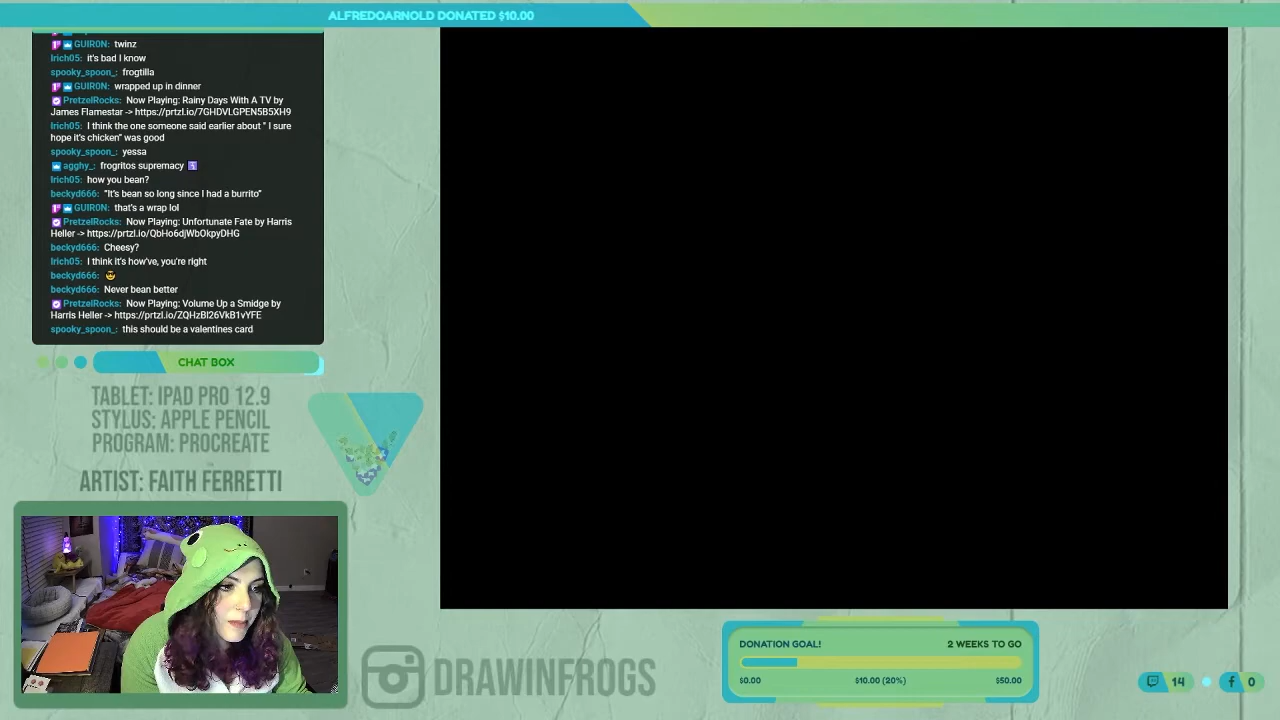 ALFREDOARNOLD DONATED $10.00
GUIR0N: twinz
lrich05: it's bad I know
spooky_spoon_: frogtilla
GUIR0N: wrapped up in dinner
PretzelRocks: Now Playing: Rainy Days With A TV by
James Flamestar -> https://prtzl.io/7GHDVLGPEN5B5XH9
lrich05: I think the one someone said earlier about " I sure
hope it's chicken" was good
spooky_spoon_: yessa
agghy_: frogritos supremacy
lrich05: how you bean?
beckyd666: "It's bean so long since I had a burrito"
GUIR0N: that's a wrap lol
PretzelRocks: Now Playing: Unfortunate Fate by Harris
Heller -> https://prtzl.io/QbHo6djWbOkpyDHG
beckyd666: Cheesy?
lrich05: I think it's how've, you're right
beckyd666: 😎
beckyd666: Never bean better
PretzelRocks: Now Playing: Volume Up a Smidge by
Harris Heller -> https://prtzl.io/ZQHzBl26VkB1vYFE
spooky_spoon_: this should be a valentines card
CHAT BOX
TABLET: IPAD PRO 12.9
STYLUS: APPLE PENCIL
PROGRAM: PROCREATE
ARTIST: FAITH FERRETTI
DRAWINFROGS
DONATION GOAL! 2 WEEKS TO GO
$0.00 $10.00 (20%) $50.00
14 0